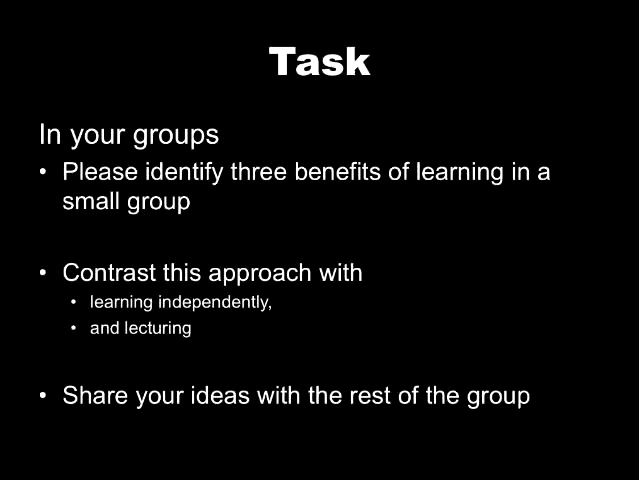 Task
In your groups
• Please identify three benefits of learning in a
small group
• Contrast this approach with
• learning independently,
• and lecturing
• Share your ideas with the rest of the group